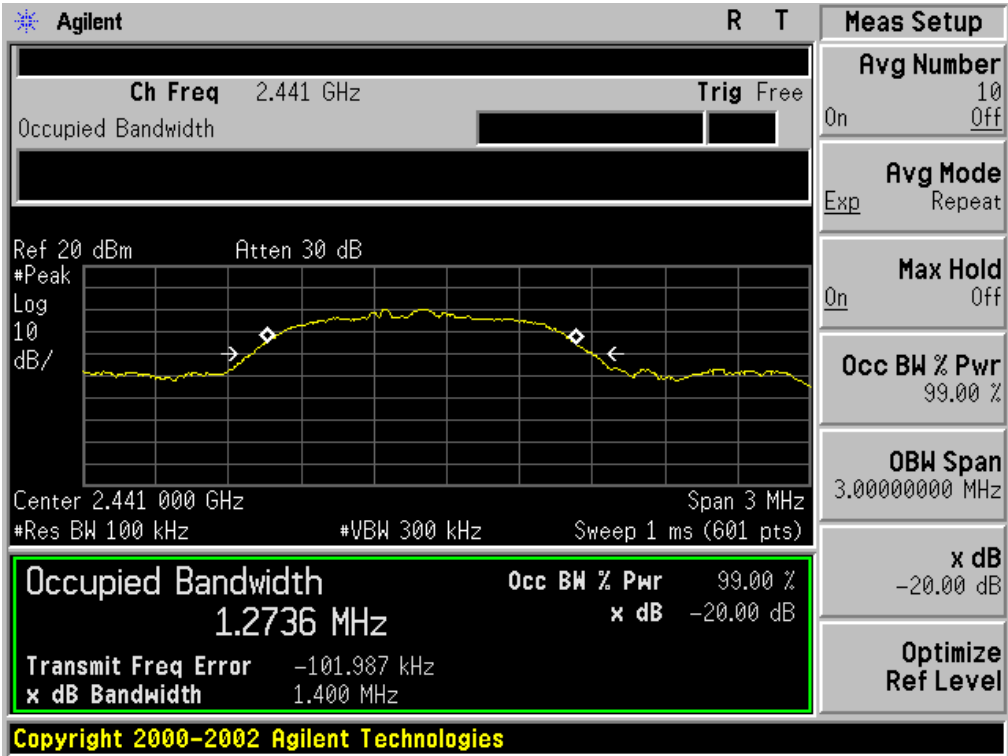 Agilent R T
Ch Freq 2.441 GHz Trig Free
Occupied Bandwidth
Ref 20 dBm Atten 30 dB
#Peak
Log
10
dB/
Center 2.441 000 GHz Span 3 MHz
#Res BW 100 kHz #VBW 300 kHz Sweep 1 ms (601 pts)
Occupied Bandwidth
1.2736 MHz
Occ BW % Pwr 99.00 %
x dB -20.00 dB
Transmit Freq Error -101.987 kHz
x dB Bandwidth 1.400 MHz
Copyright 2000-2002 Agilent Technologies
Meas Setup
Avg Number
10
On Off
Avg Mode
Exp Repeat
Max Hold
On Off
Occ BW % Pwr
99.00 %
OBW Span
3.00000000 MHz
x dB
-20.00 dB
Optimize
Ref Level